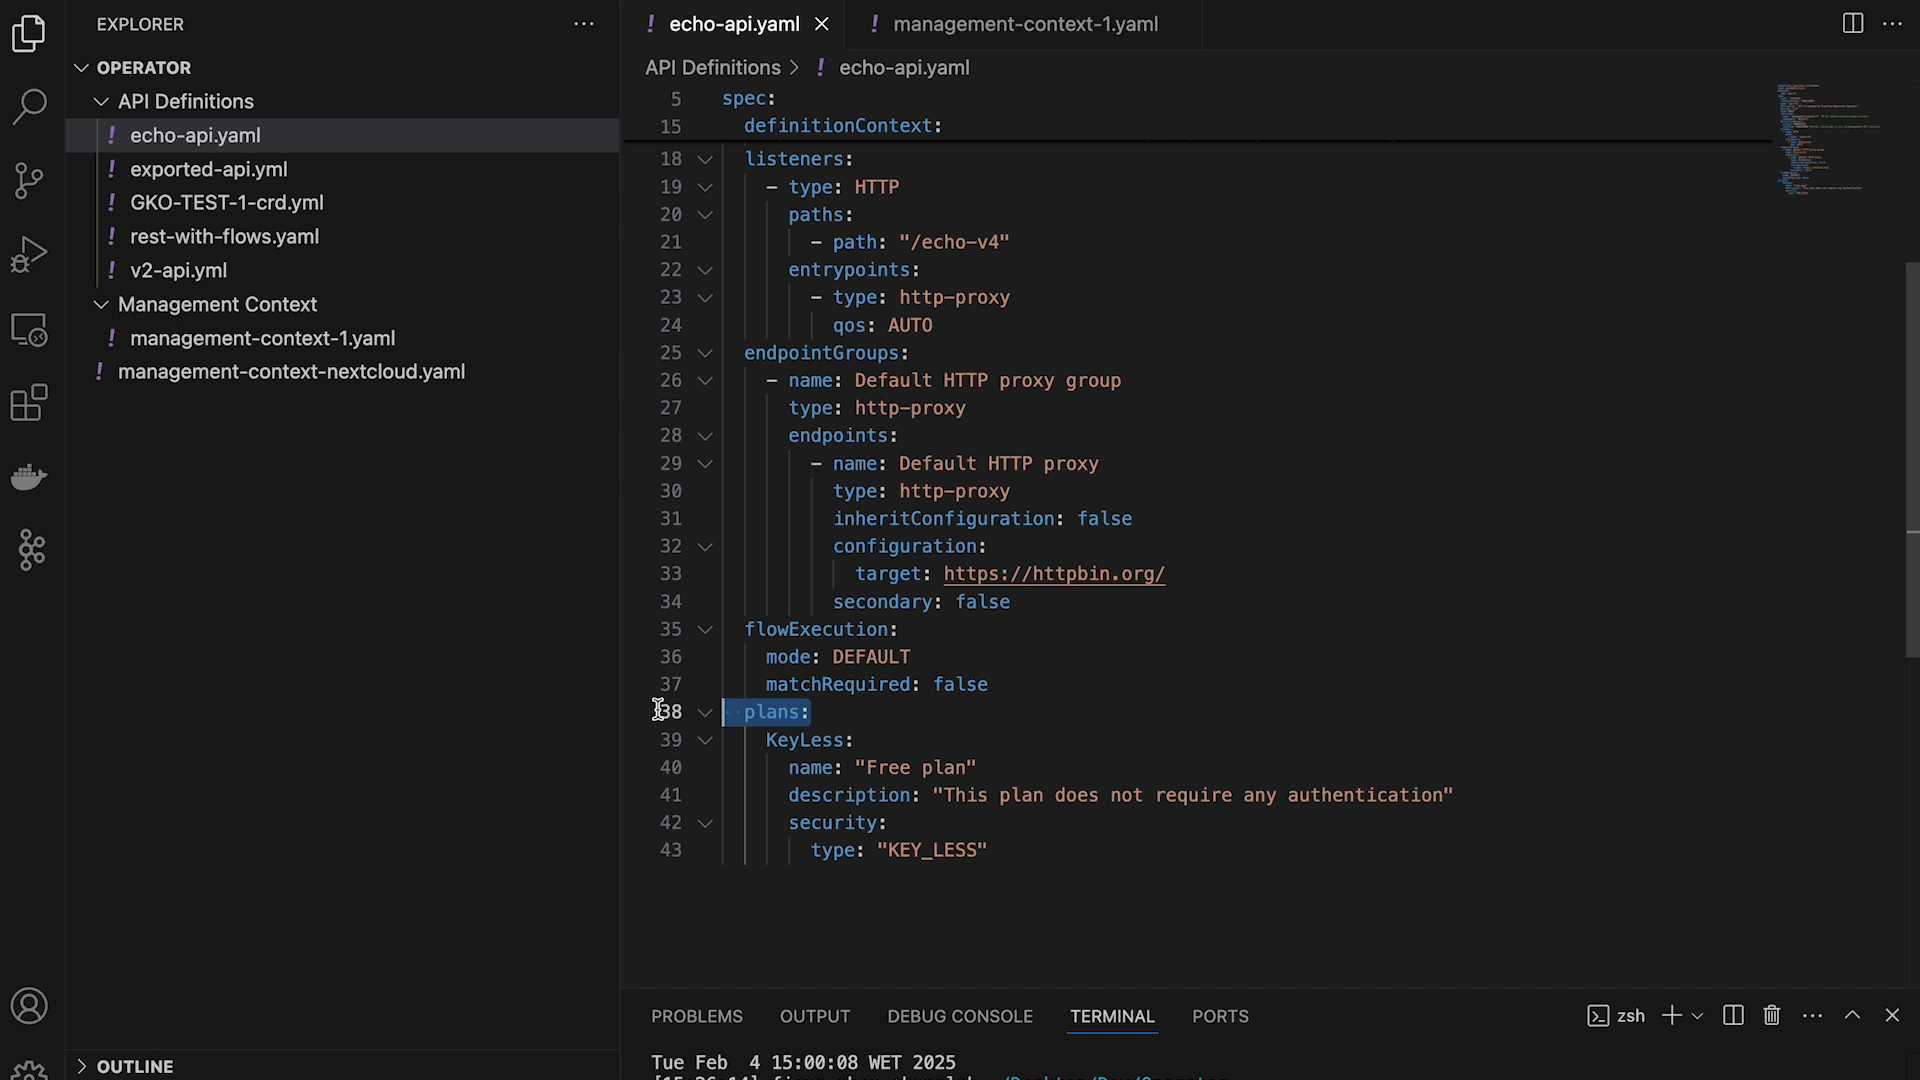 EXPLORER
OPERATOR
API Definitions
echo-api.yaml
exported-api.yml
GKO-TEST-1-crd.yml
rest-with-flows.yaml
v2-api.yml
Management Context
management-context-1.yaml
management-context-nextcloud.yaml
OUTLINE
echo-api.yaml
management-context-1.yaml
API Definitions > echo-api.yaml
5 spec:
15 definitionContext:
18 listeners:
19 - type: HTTP
20 paths:
21 - path: "/echo-v4"
22 entrypoints:
23 - type: http-proxy
24 qos: AUTO
25 endpointGroups:
26 - name: Default HTTP proxy group
27 type: http-proxy
28 endpoints:
29 - name: Default HTTP proxy
30 type: http-proxy
31 inheritConfiguration: false
32 configuration:
33 target: https://httpbin.org/
34 secondary: false
35 flowExecution:
36 mode: DEFAULT
37 matchRequired: false
38 plans:
39 KeyLess:
40 name: "Free plan"
41 description: "This plan does not require any authentication"
42 security:
43 type: "KEY_LESS"
PROBLEMS OUTPUT DEBUG CONSOLE TERMINAL PORTS
zsh
Tue Feb 4 15:00:08 WET 2025